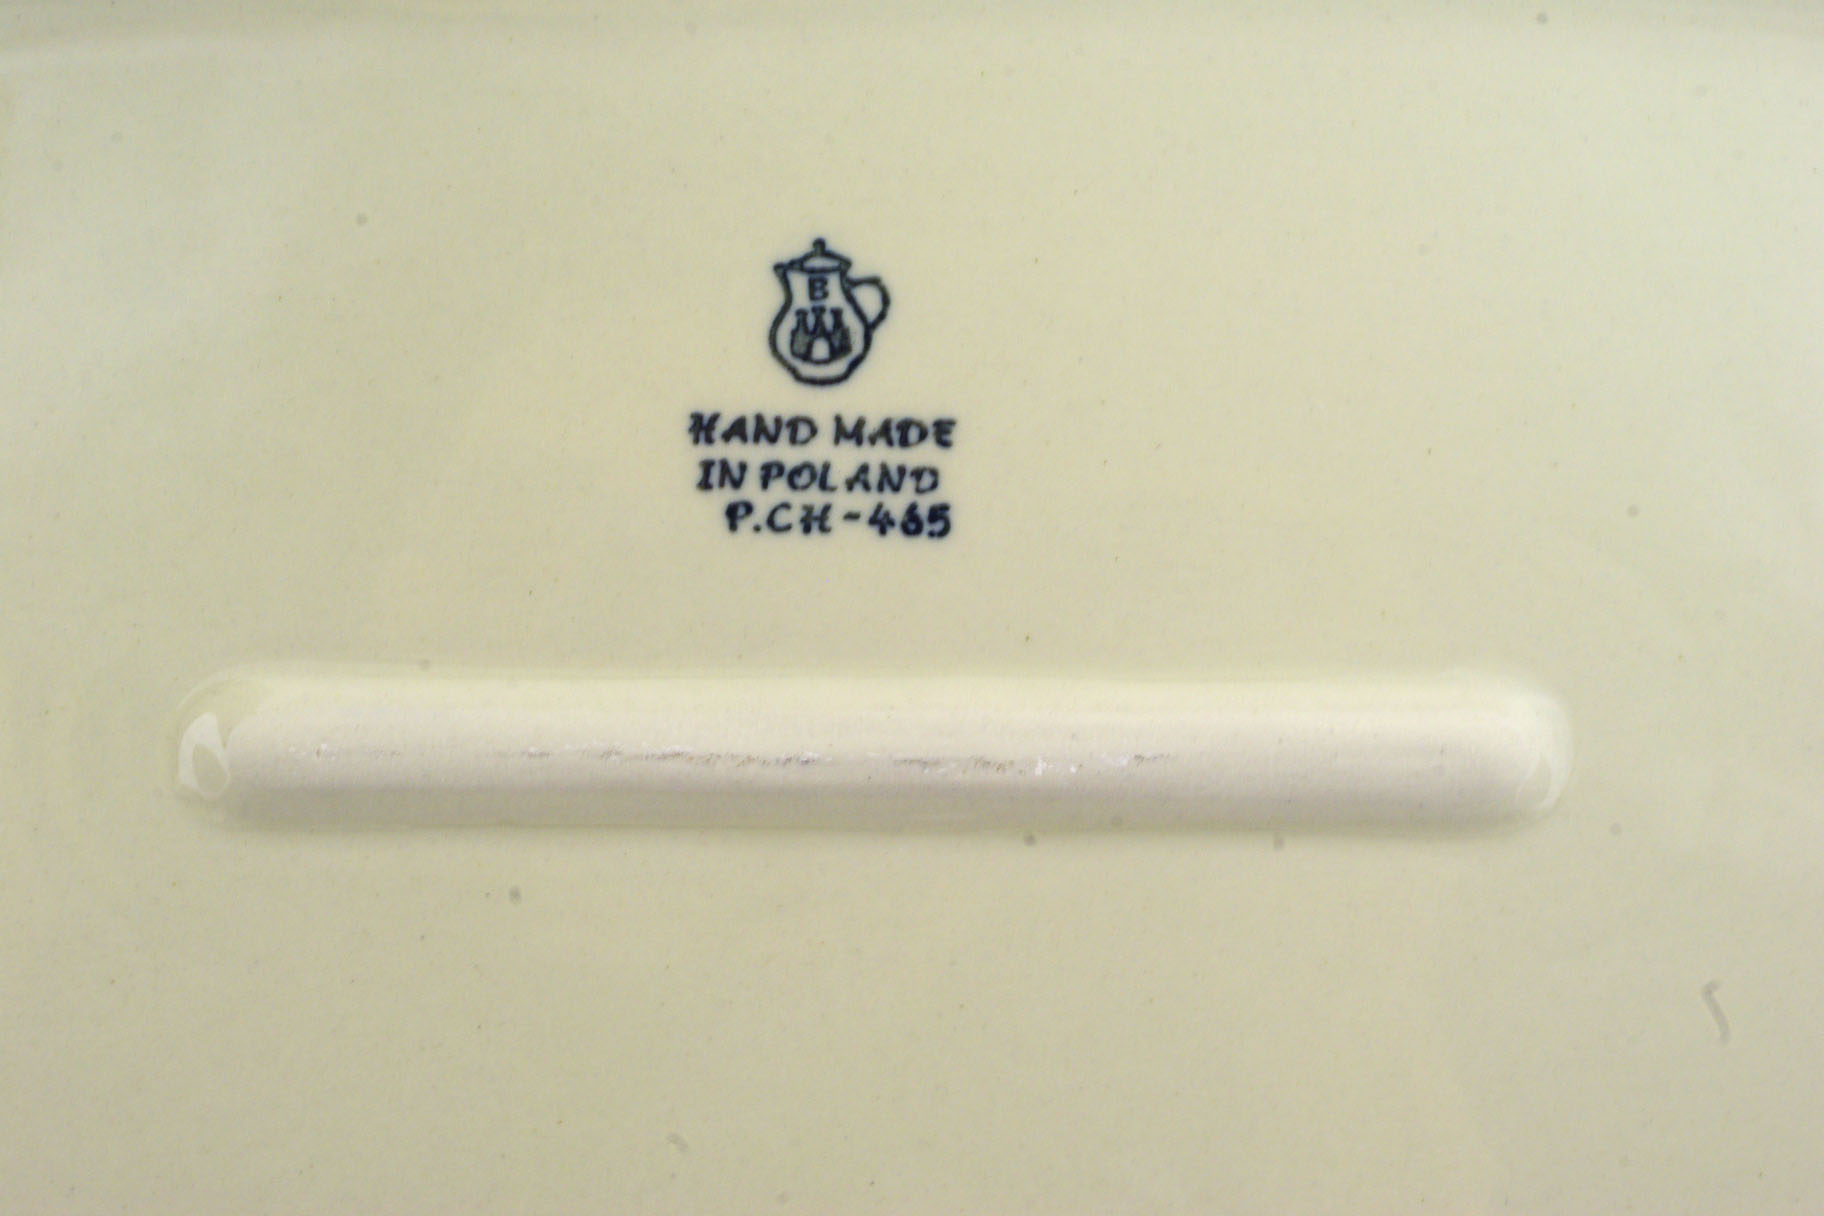 B
HAND MADE
IN POLAND
P.CH-465